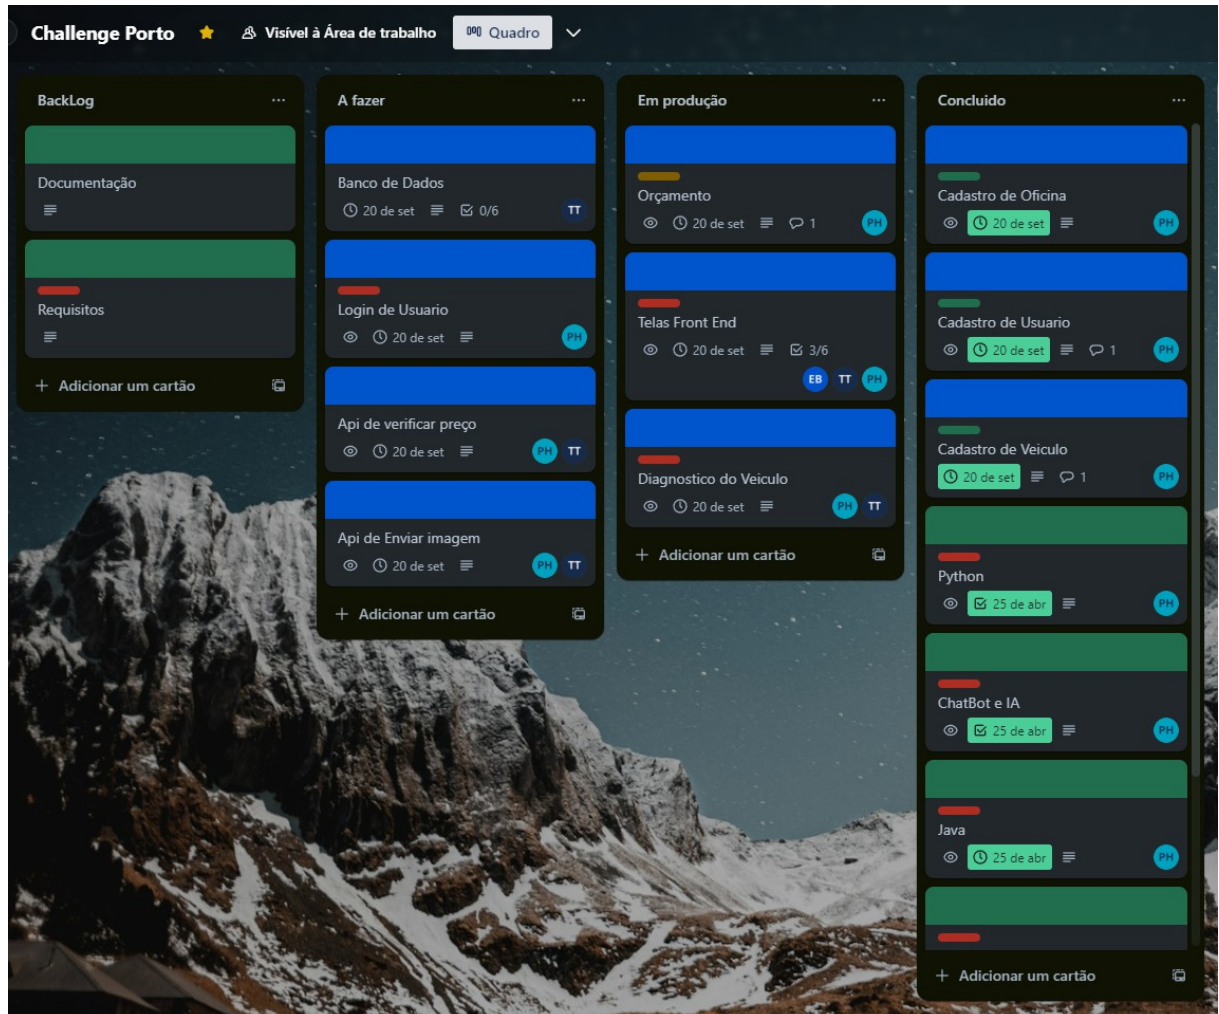 Challenge Porto Visível à Área de trabalho Quadro
BackLog
Documentação
Requisitos
+ Adicionar um cartão
A fazer
Banco de Dados
20 de set 0/6 TT
Login de Usuario
20 de set PH
Api de verificar preço
20 de set PH TT
Api de Enviar imagem
20 de set PH TT
+ Adicionar um cartão
Em produção
Orçamento
20 de set 1 PH
Telas Front End
20 de set 3/6
EB TT PH
Diagnostico do Veiculo
20 de set PH TT
+ Adicionar um cartão
Concluido
Cadastro de Oficina
20 de set PH
Cadastro de Usuario
20 de set 1 PH
Cadastro de Veiculo
20 de set 1 PH
Python
25 de abr PH
ChatBot e IA
25 de abr PH
Java
25 de abr PH
+ Adicionar um cartão